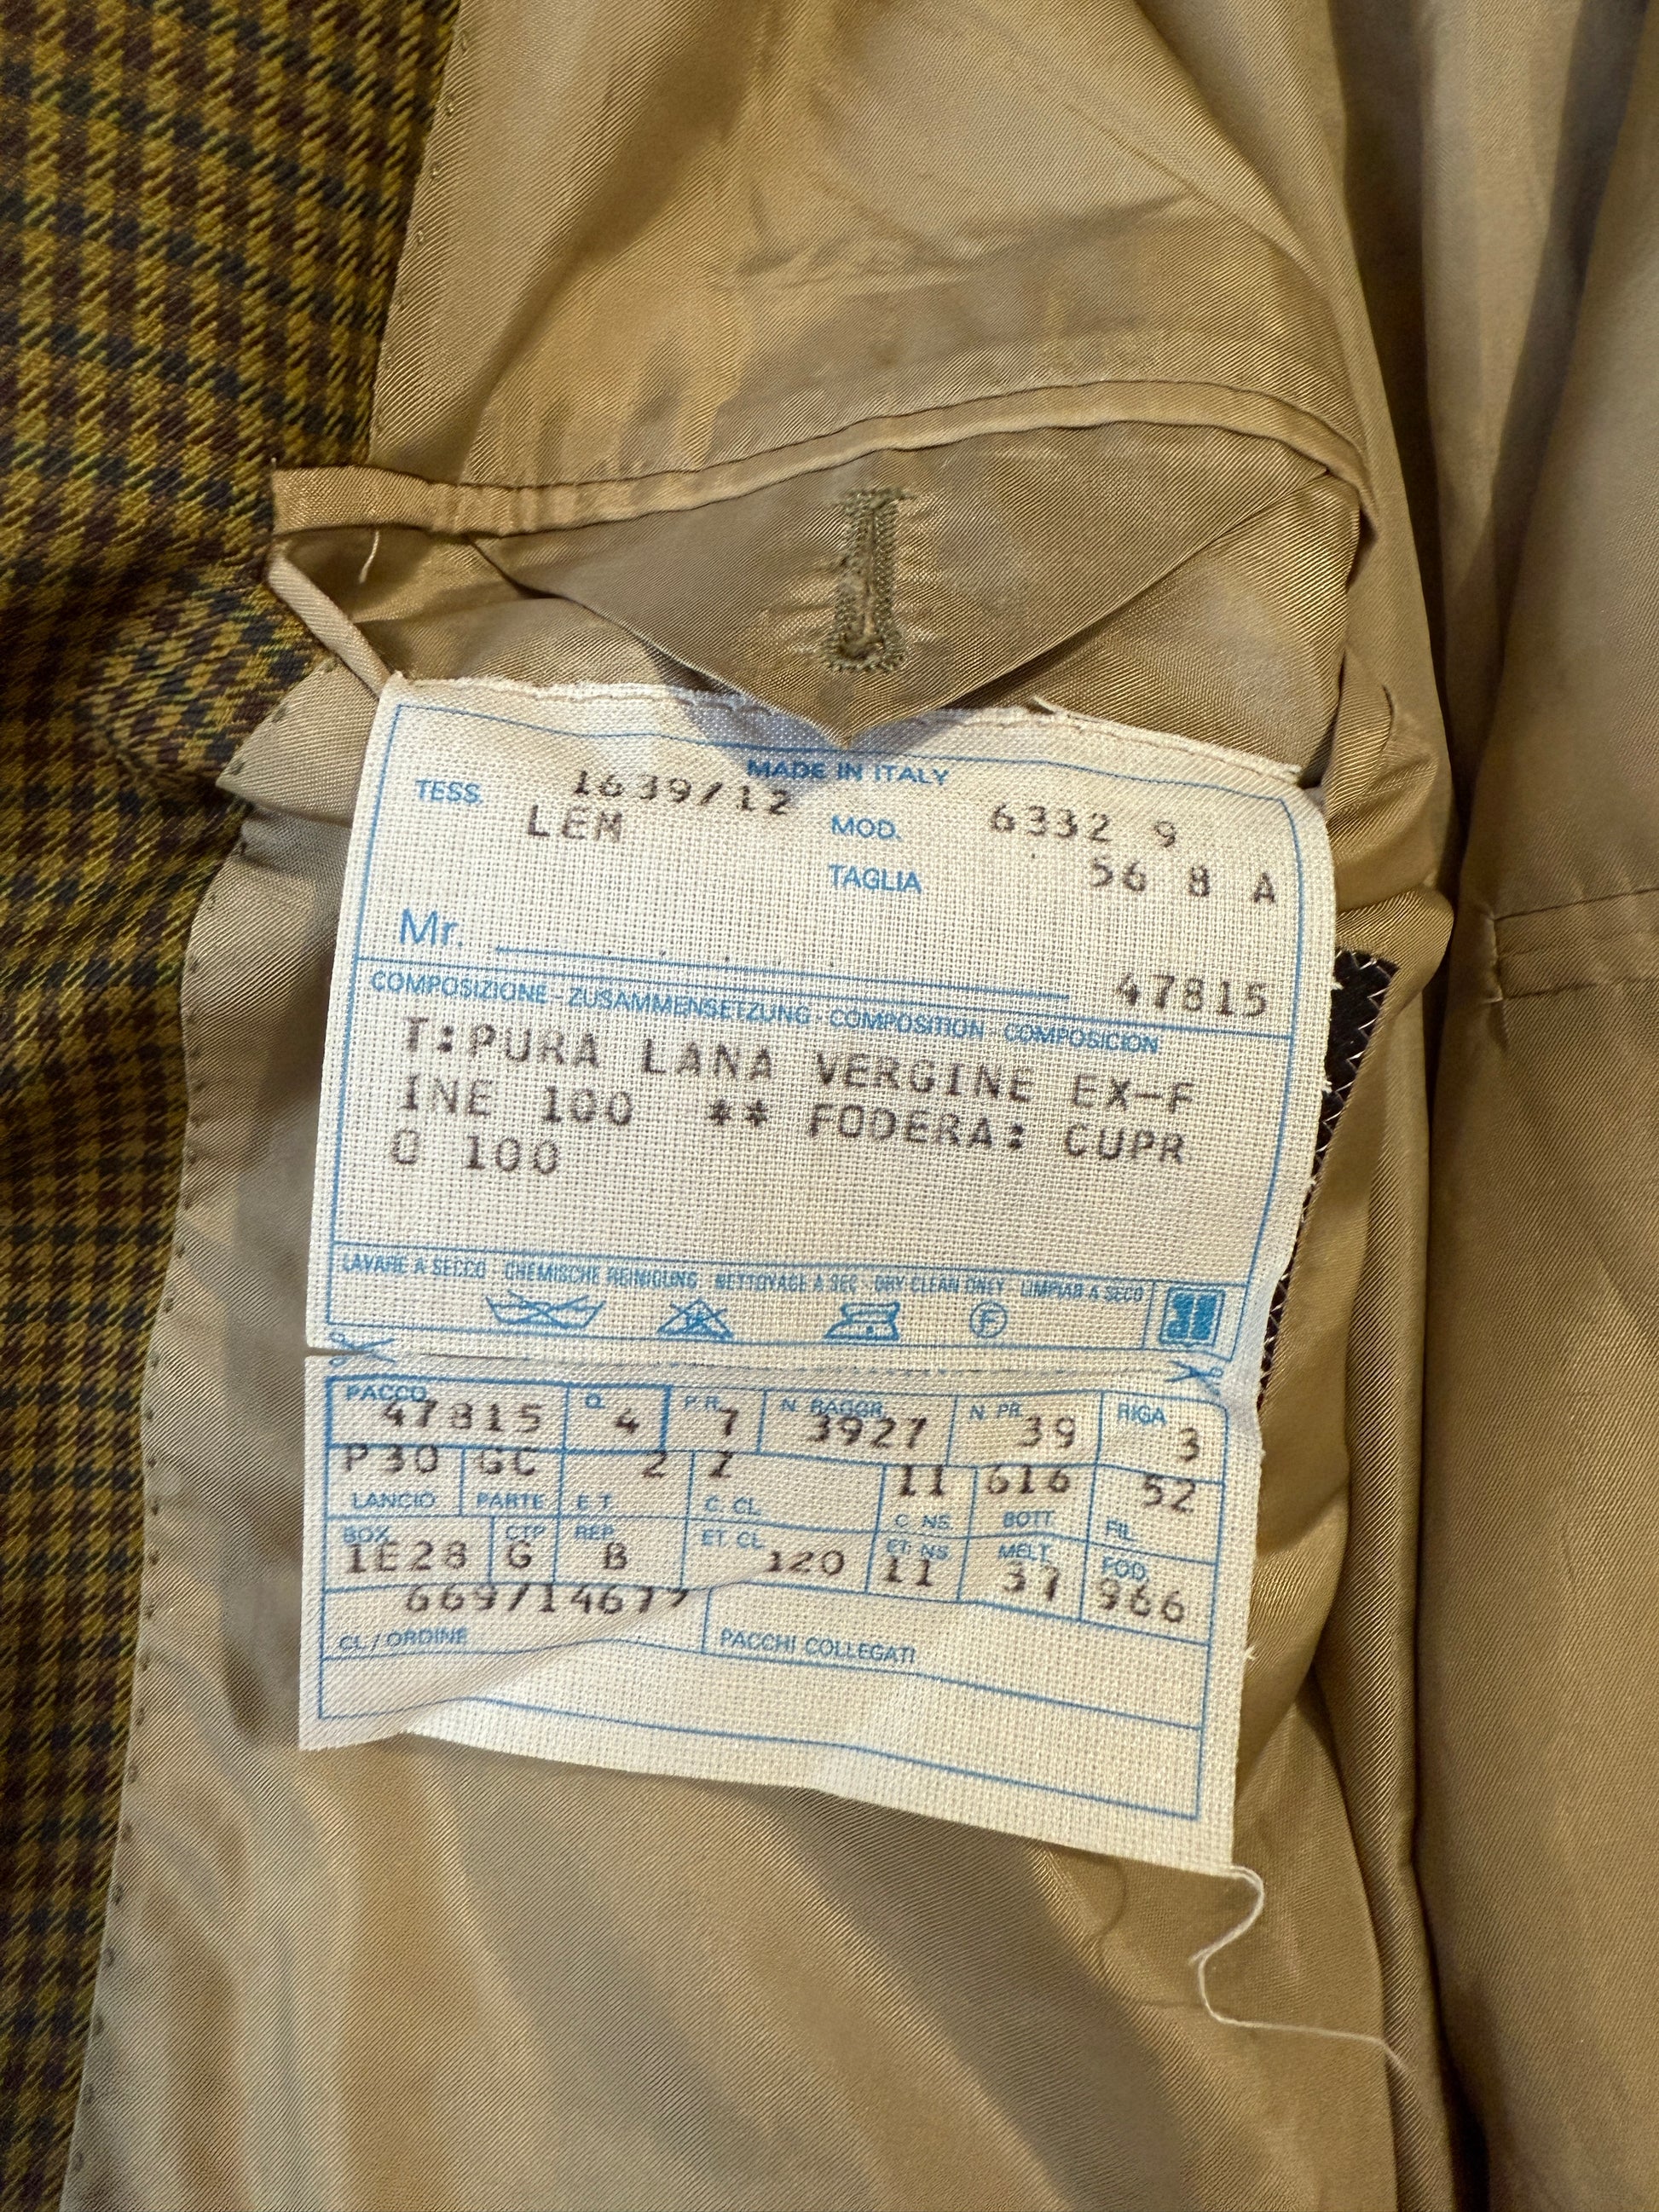 MADE IN ITALY
TESS. 1639/12 MOD. 6332 9
LEM TAGLIA 56 8 A
Mr. 47815
COMPOSIZIONE - ZUSAMMENSETZUNG - COMPOSITION - COMPOSICION
T:PURA LANA VERGINE EX-F
INE 100 ** FODERA: CUPR
O 100
LAVARE A SECCO - CHEMISCHE REINIGUNG - NETTOYAGE A SEC - DRY CLEAN ONLY - LIMPIAR A SECO
F
PACCO Q. P.R. N. RAGGR. N. PR. RIGA
47815 4 7 3927 39 3
P30 GC 2 Z 11 616 52
LANCIO PARTE E.T. C. CL. C. NS. BOTT. FIL.
BOX CTP REP. ET. CL. ET. NS. MELT. FOD.
1E28 G B 120 11 37 966
669/14677
CL / ORDINE PACCHI COLLEGATI